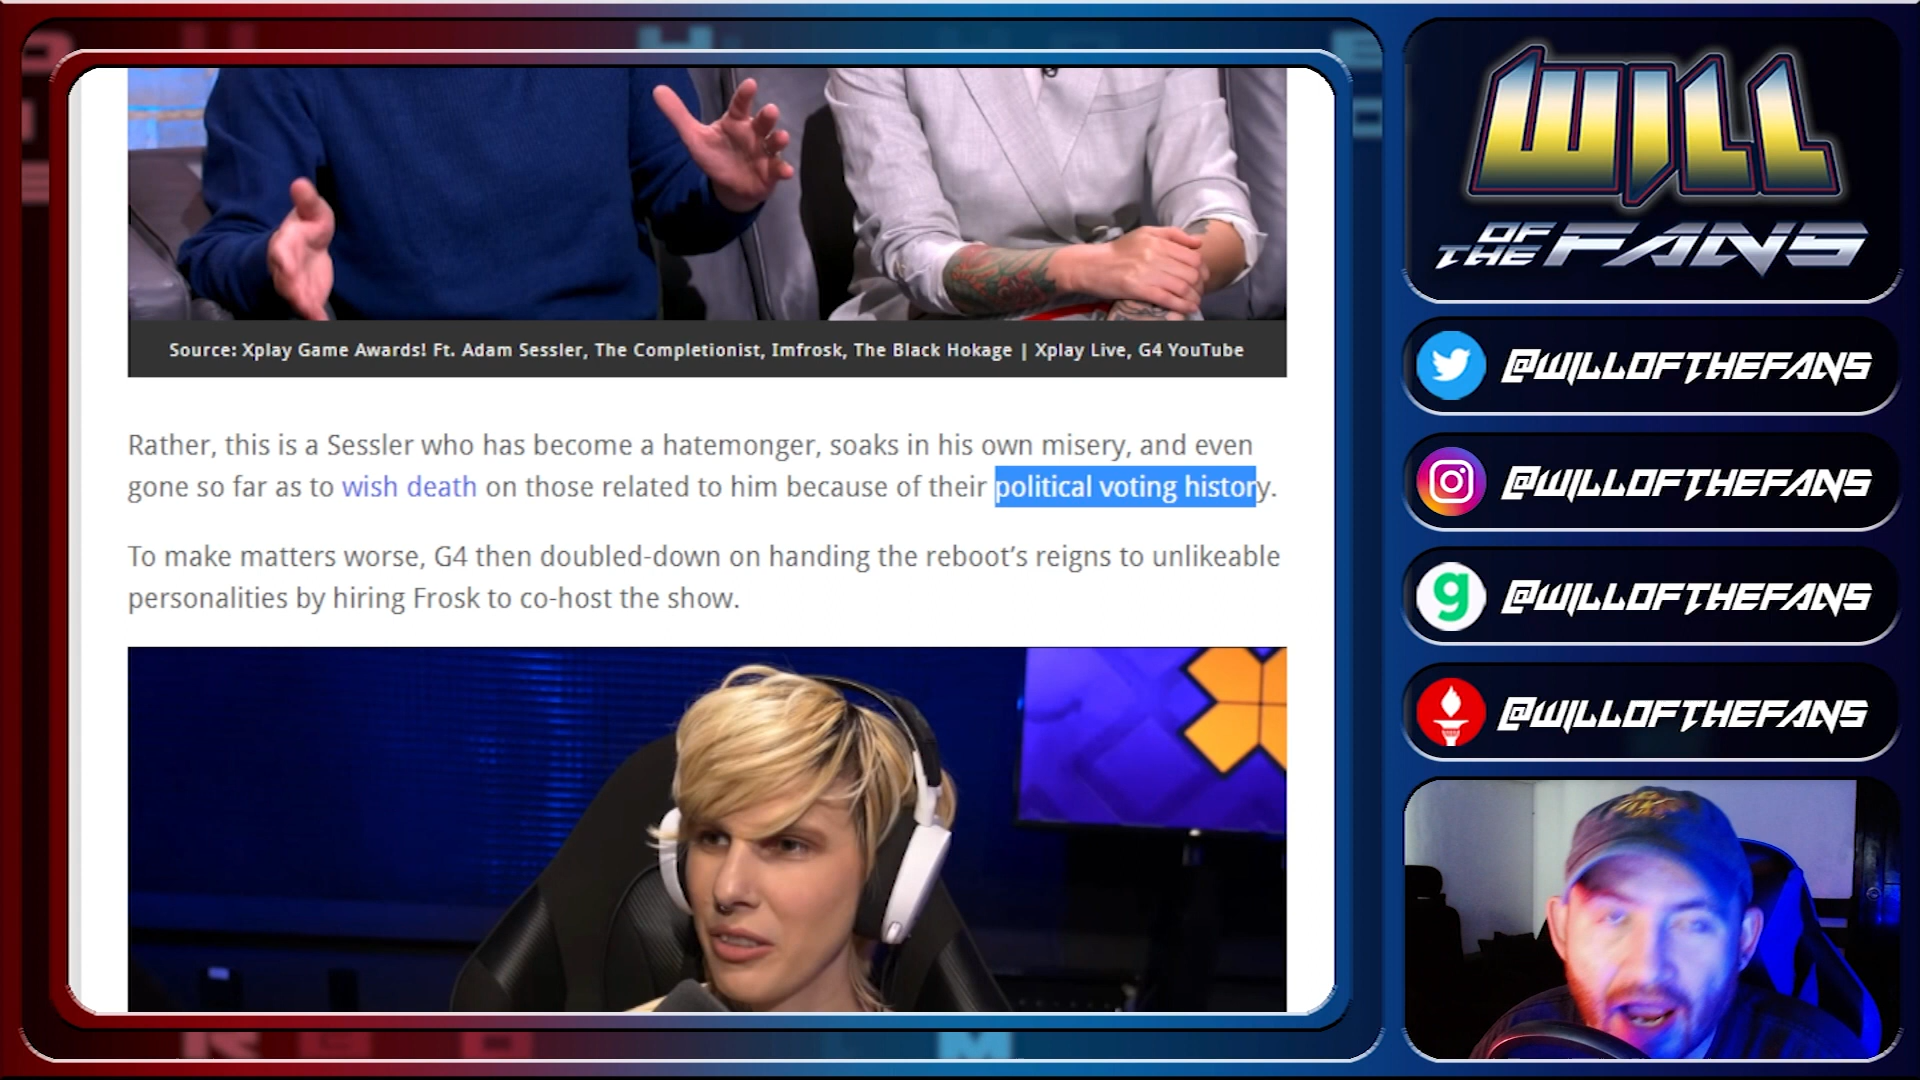 Source: Xplay Game Awards! Ft. Adam Sessler, The Completionist, Imfrosk, The Black Hokage | Xplay Live, G4 YouTube
Rather, this is a Sessler who has become a hatemonger, soaks in his own misery, and even
gone so far as to wish death on those related to him because of their political voting history.
To make matters worse, G4 then doubled-down on handing the reboot’s reigns to unlikeable
personalities by hiring Frosk to co-host the show.
WILL
OF
THE FANS
@WILLOFTHEFANS
@WILLOFTHEFANS
g @WILLOFTHEFANS
@WILLOFTHEFANS